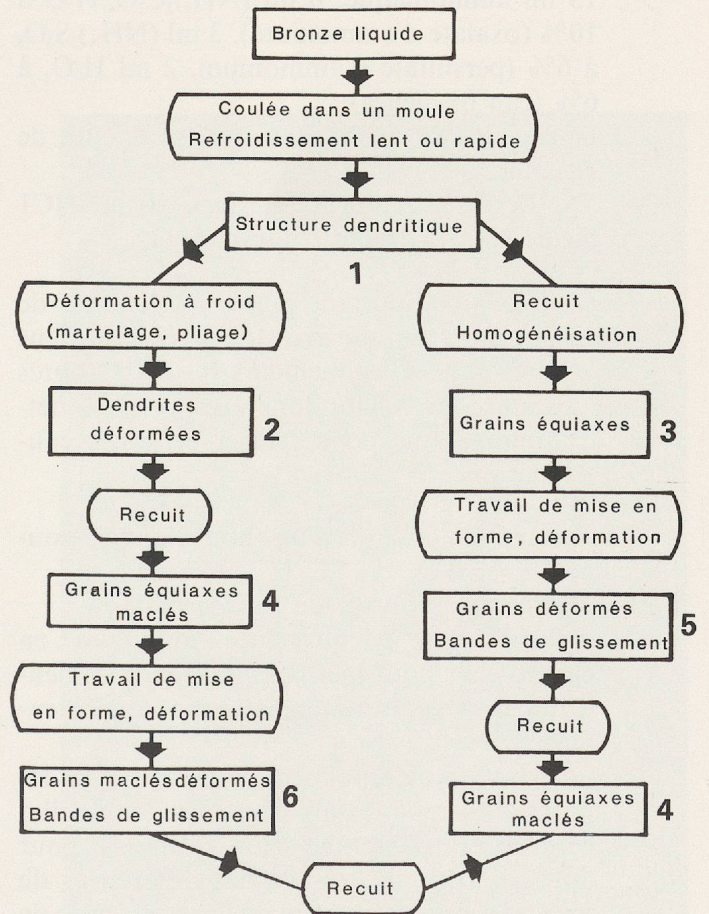 Bronze liquide
Coulée dans un moule
Refroidissement lent ou rapide
Structure dendritique
1
Déformation à froid
(martelage, pliage)
Dendrites
déformées
2
Recuit
Grains équiaxes
maclés
4
Travail de mise
en forme, déformation
Grains maclésdéformés
Bandes de glissement
6
Recuit
Homogénéisation
Grains équiaxes
3
Travail de mise en
forme, déformation
Grains déformés
Bandes de glissement
5
Recuit
Grains équiaxes
maclés
4
Recuit